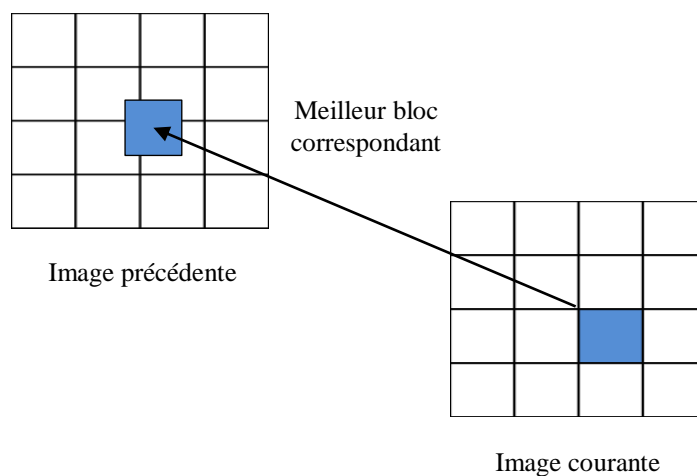 Meilleur bloc
correspondant
Image précédente
Image courante